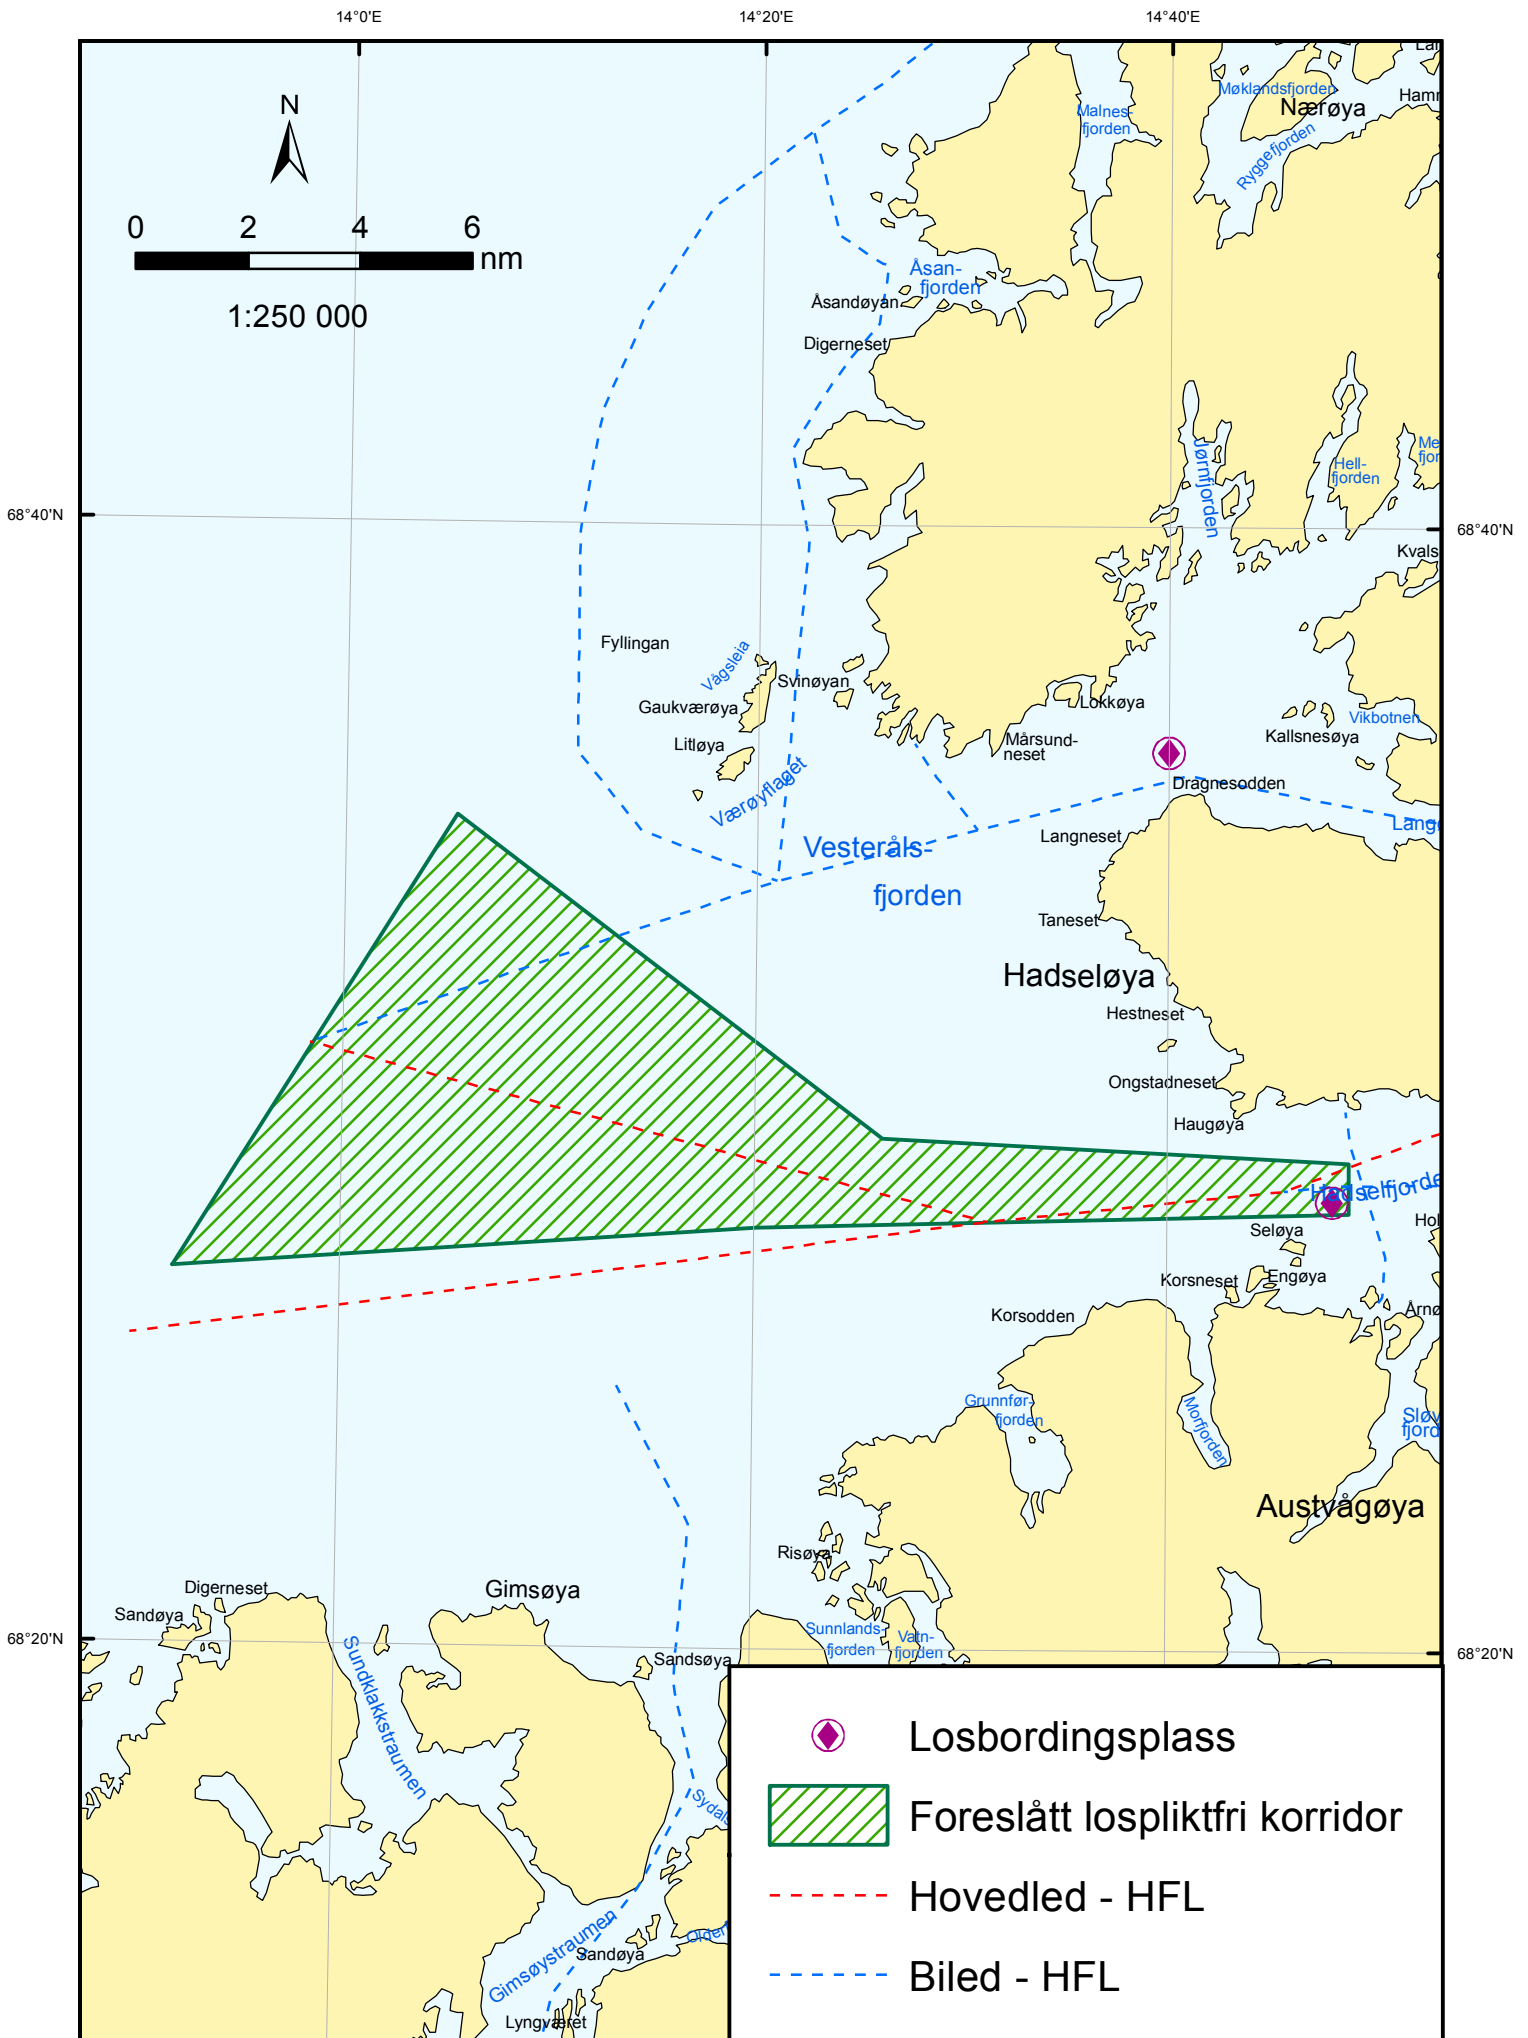 14°0'E
14°20'E
14°40'E
N
0 2 4 6 nm
1:250 000
Møklandsfjorden
Nærøya
Malnes-
fjorden
Ryggefjorden
Åsan-
fjorden
Åsandøyan
Digerneset
Jørnfjorden
Hell-
fjorden
68°40'N
68°40'N
Fyllingan
Vågsleia
Svinøyan
Gaukværøya
Litløya
Værøyflaget
Lokkøya
Mårsund-
neset
Kallsnesøya
Vikbotnen
Dragnesodden
Langneset
Vesteråls-
fjorden
Taneset
Hadseløya
Hestneset
Ongstadneset
Haugøya
Hadselfjorde
Seløya
Korsneset
Engøya
Korsodden
Grunnfør-
fjorden
Morfjorden
Austvågøya
Risøya
Digerneset
Sandøya
Gimsøya
68°20'N
68°20'N
Sunnlands-
fjorden
Vatn-
fjorden
Sandsøya
Sundklakkstraumen
Gimsøystraumen
Sandøya
Lyngværet
Losbordingsplass
Foreslått lospliktfri korridor
Hovedled - HFL
Biled - HFL